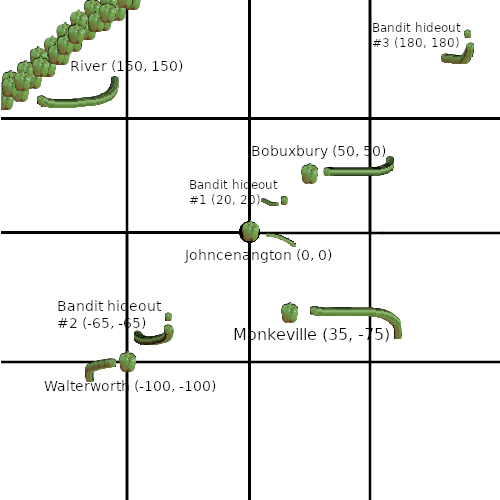 Bandit hideout
#3 (180, 180)
River (150, 150)
Bobuxbury (50, 50)
Bandit hideout
#1 (20, 20)
Johncenangton (0, 0)
Bandit hideout
#2 (-65, -65)
Monkeville (35, -75)
Walterworth (-100, -100)